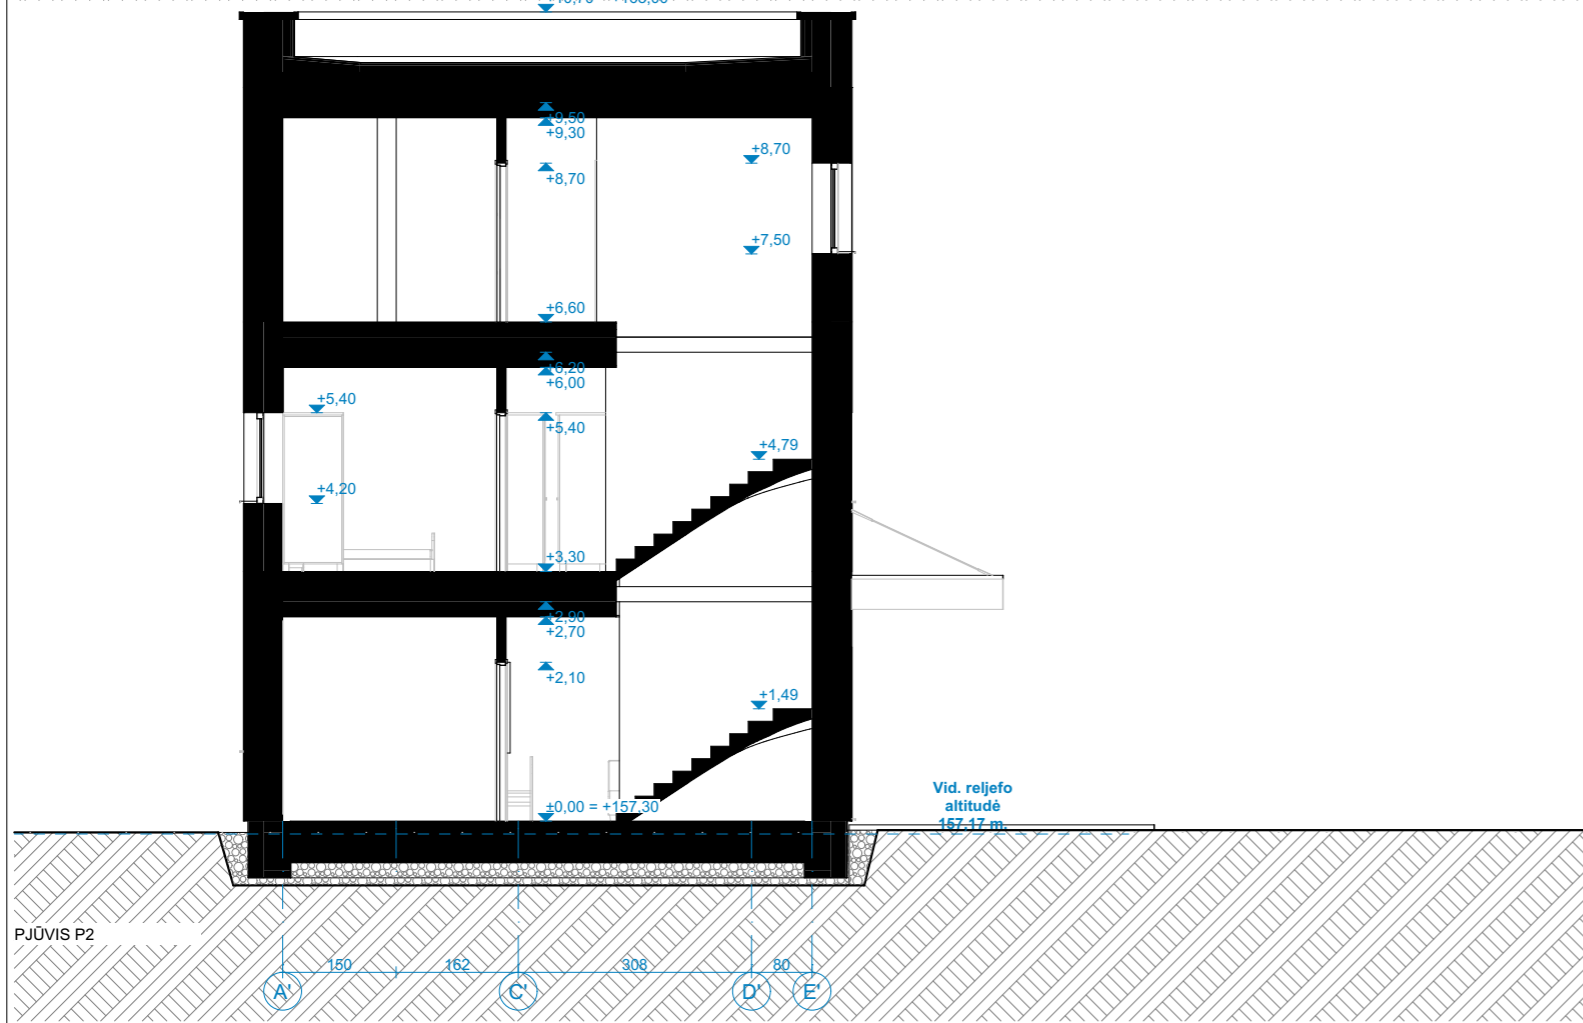 +9,50
+9,30
+8,70
+8,70
+7,50
+6,60
+6,20
+6,00
+5,40
+5,40
+4,79
+4,20
+3,30
+2,90
+2,70
+2,10
+1,49
±0,00 = +157,30
Vid. reljefo
altitudė
157,17 m.
PJŪVIS P2
150 162 308 80
A' C' D' E'